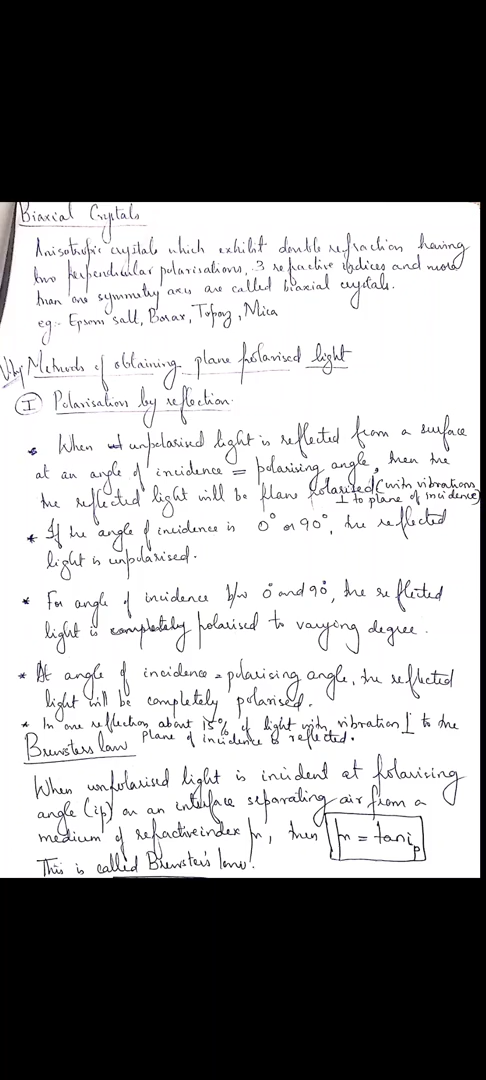 Biaxial Crystals
Anisotropic crystals which exhibit double refraction having
two perpendicular polarisations, 3 refractive indices and more
than one symmetry axis are called biaxial crystals.
eg:- Epsom salt, Borax, Topaz, Mica
V.Imp Methods of obtaining plane polarised light
I Polarisation by reflection.
* When unpolarised light is reflected from a surface
at an angle of incidence = polarising angle, then the
the reflected light will be plane polarised (with vibrations
⊥ to plane of incidence)
* If the angle of incidence is 0° or 90°, the reflected
light is unpolarised.
* For angle of incidence b/w 0° and 90°, the reflected
light is completely polarised to varying degree.
* At angle of incidence = polarising angle, the reflected
light will be completely polarised.
* In one reflection about 15% of light with vibration ⊥ to the
plane of incidence is reflected.
Brewsters law
When unpolarised light is incident at polarising
angle (ip) on an interface separating air from a
medium of refractive index μ, then μ = tan ip
This is called Brewster's law.